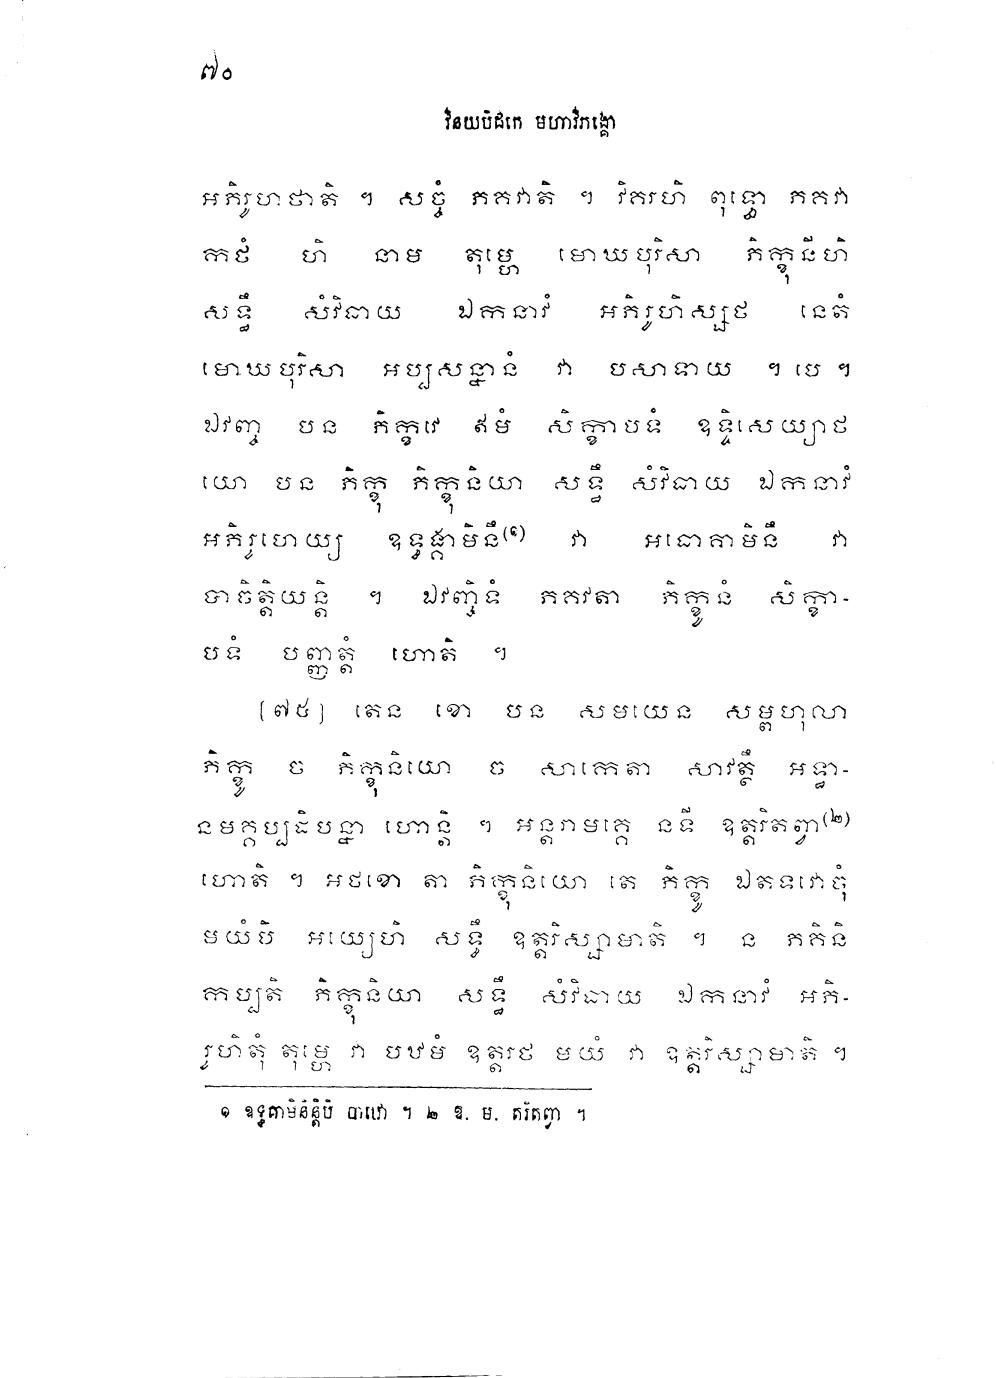 ៧០
វិនយបិដកេ មហាវិភង្គោ
អភិរូហថាតិ ។ សច្ចំ ភគវាតិ ។ វិគរហិ ពុទ្ធោ ភគវា
កថំ ហិ នាម តុម្ហេ មោឃបុរិសា ភិក្ខុនីហិ
សទ្ធឹ សំវិធាយ ឯកនាវំ អភិរូហិស្សថ នេតំ
មោឃបុរិសា អប្បសន្នានំ វា បសាទាយ ។ បេ ។
ឯវញ្ច បន ភិក្ខវេ ឥមំ សិក្ខាបទំ ឧទ្ទិសេយ្យាថ
យោ បន ភិក្ខុ ភិក្ខុនិយា សទ្ធឹ សំវិធាយ ឯកនាវំ
អភិរូហេយ្យ ឧទ្ធង្គាមិនឹ(១) វា អធោគាមិនឹ វា
បាចិត្តិយន្តិ ។ ឯវញ្ចិទំ ភគវតា ភិក្ខូនំ សិក្ខា-
បទំ បញ្ញត្តំ ហោតិ ។
[៧៥] តេន ខោ បន សមយេន សម្ពហុលា
ភិក្ខូ ច ភិក្ខុនិយោ ច សាកេតា សាវត្ថឹ អទ្ធា-
នមគ្គប្បដិបន្នា ហោន្តិ ។ អន្តរាមគ្គេ នទី ឧត្តរិតព្វា(២)
ហោតិ ។ អថខោ តា ភិក្ខុនិយោ តេ ភិក្ខូ ឯតទវោចុំ
មយំបិ អយ្យេហិ សទ្ធឹ ឧត្តរិស្សាមាតិ ។ ន ភគិនិ
កប្បតិ ភិក្ខុនិយា សទ្ធឹ សំវិធាយ ឯកនាវំ អភិ-
រូហិតុំ តុម្ហេ វា បឋមំ ឧត្តរថ មយំ វា ឧត្តរិស្សាមាតិ ។
១ ឧទ្ធគាមិនិន្តិបិ បាឋោ ។ ២ ឱ. ម. តរិតព្វា ។